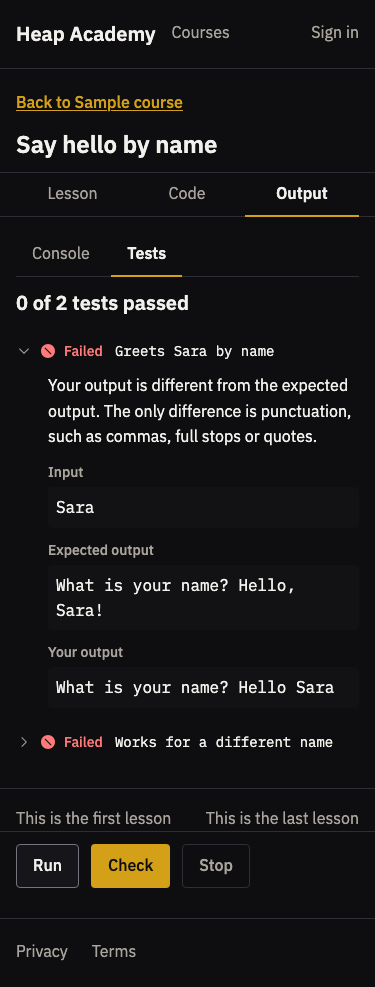 Heap Academy Courses Sign in
Back to Sample course
Say hello by name
Lesson Code Output
Console Tests
0 of 2 tests passed
Failed Greets Sara by name
Your output is different from the expected
output. The only difference is punctuation,
such as commas, full stops or quotes.
Input
Sara
Expected output
What is your name? Hello,
Sara!
Your output
What is your name? Hello Sara
Failed Works for a different name
This is the first lesson This is the last lesson
Run Check Stop
Privacy Terms